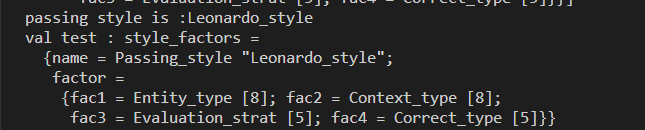 fac3 = Evaluation_strat [5]; fac4 = Correct_type [5]}}}
passing style is :Leonardo_style
val test : style_factors =
{name = Passing_style "Leonardo_style";
factor =
{fac1 = Entity_type [8]; fac2 = Context_type [8];
fac3 = Evaluation_strat [5]; fac4 = Correct_type [5]}}